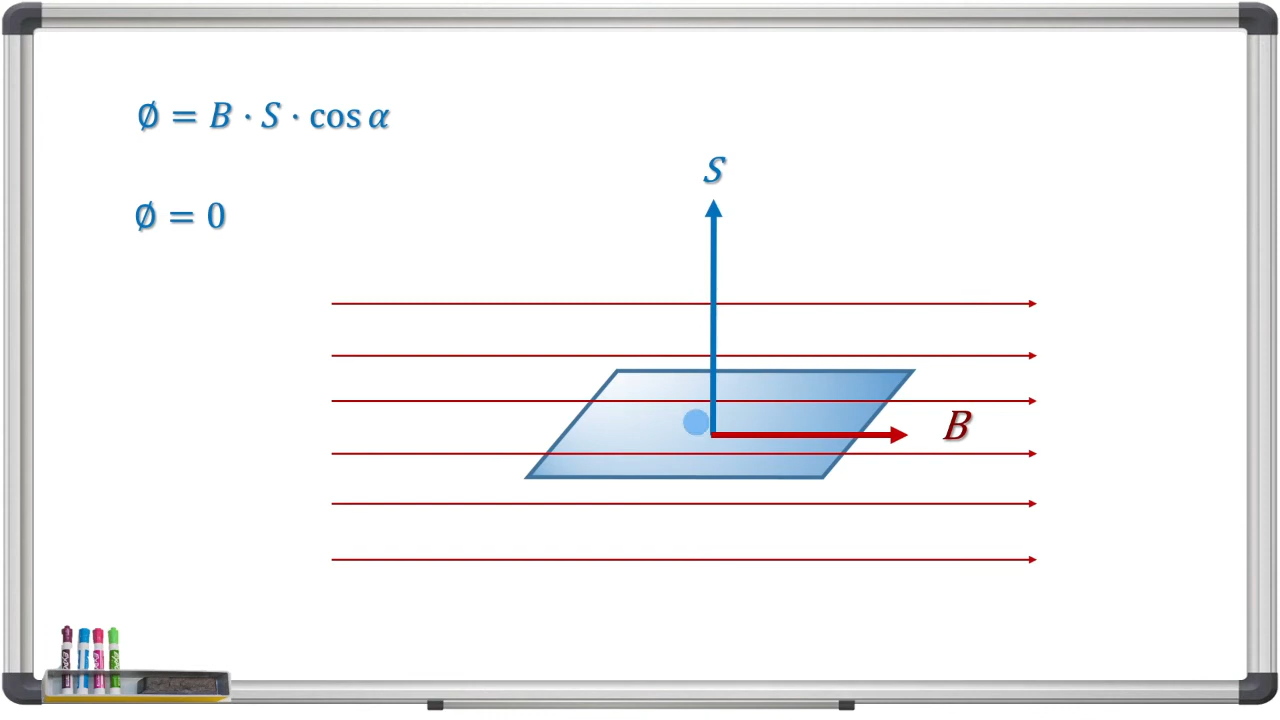 ∅ = B · S · cos α
∅ = 0
S
B